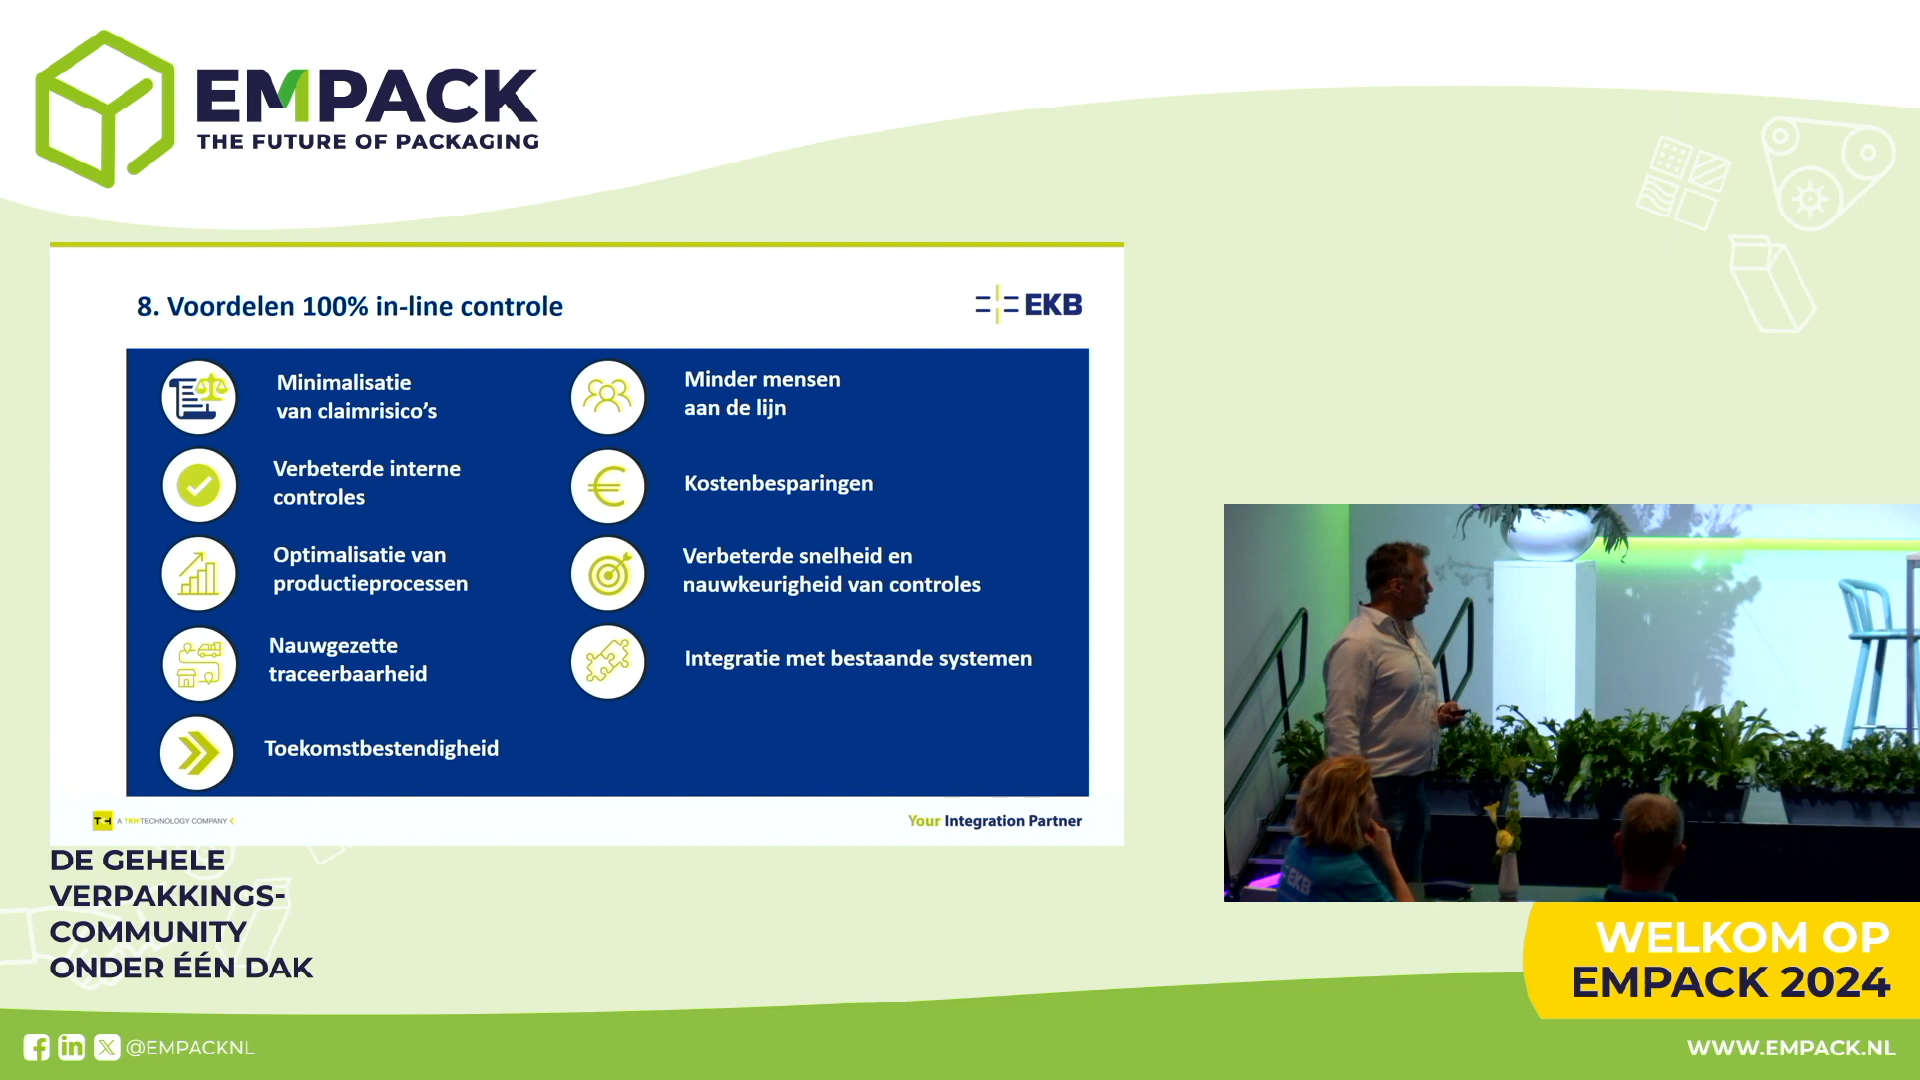 EMPACK
THE FUTURE OF PACKAGING
8. Voordelen 100% in-line controle
EKB
Minimalisatie
van claimrisico's
Minder mensen
aan de lijn
Verbeterde interne
controles
Kostenbesparingen
Optimalisatie van
productieprocessen
Verbeterde snelheid en
nauwkeurigheid van controles
Nauwgezette
traceerbaarheid
Integratie met bestaande systemen
Toekomstbestendigheid
A TKH TECHNOLOGY COMPANY
Your Integration Partner
EKB
DE GEHELE
VERPAKKINGS-
COMMUNITY
ONDER ÉÉN DAK
WELKOM OP
EMPACK 2024
@EMPACKNL
WWW.EMPACK.NL